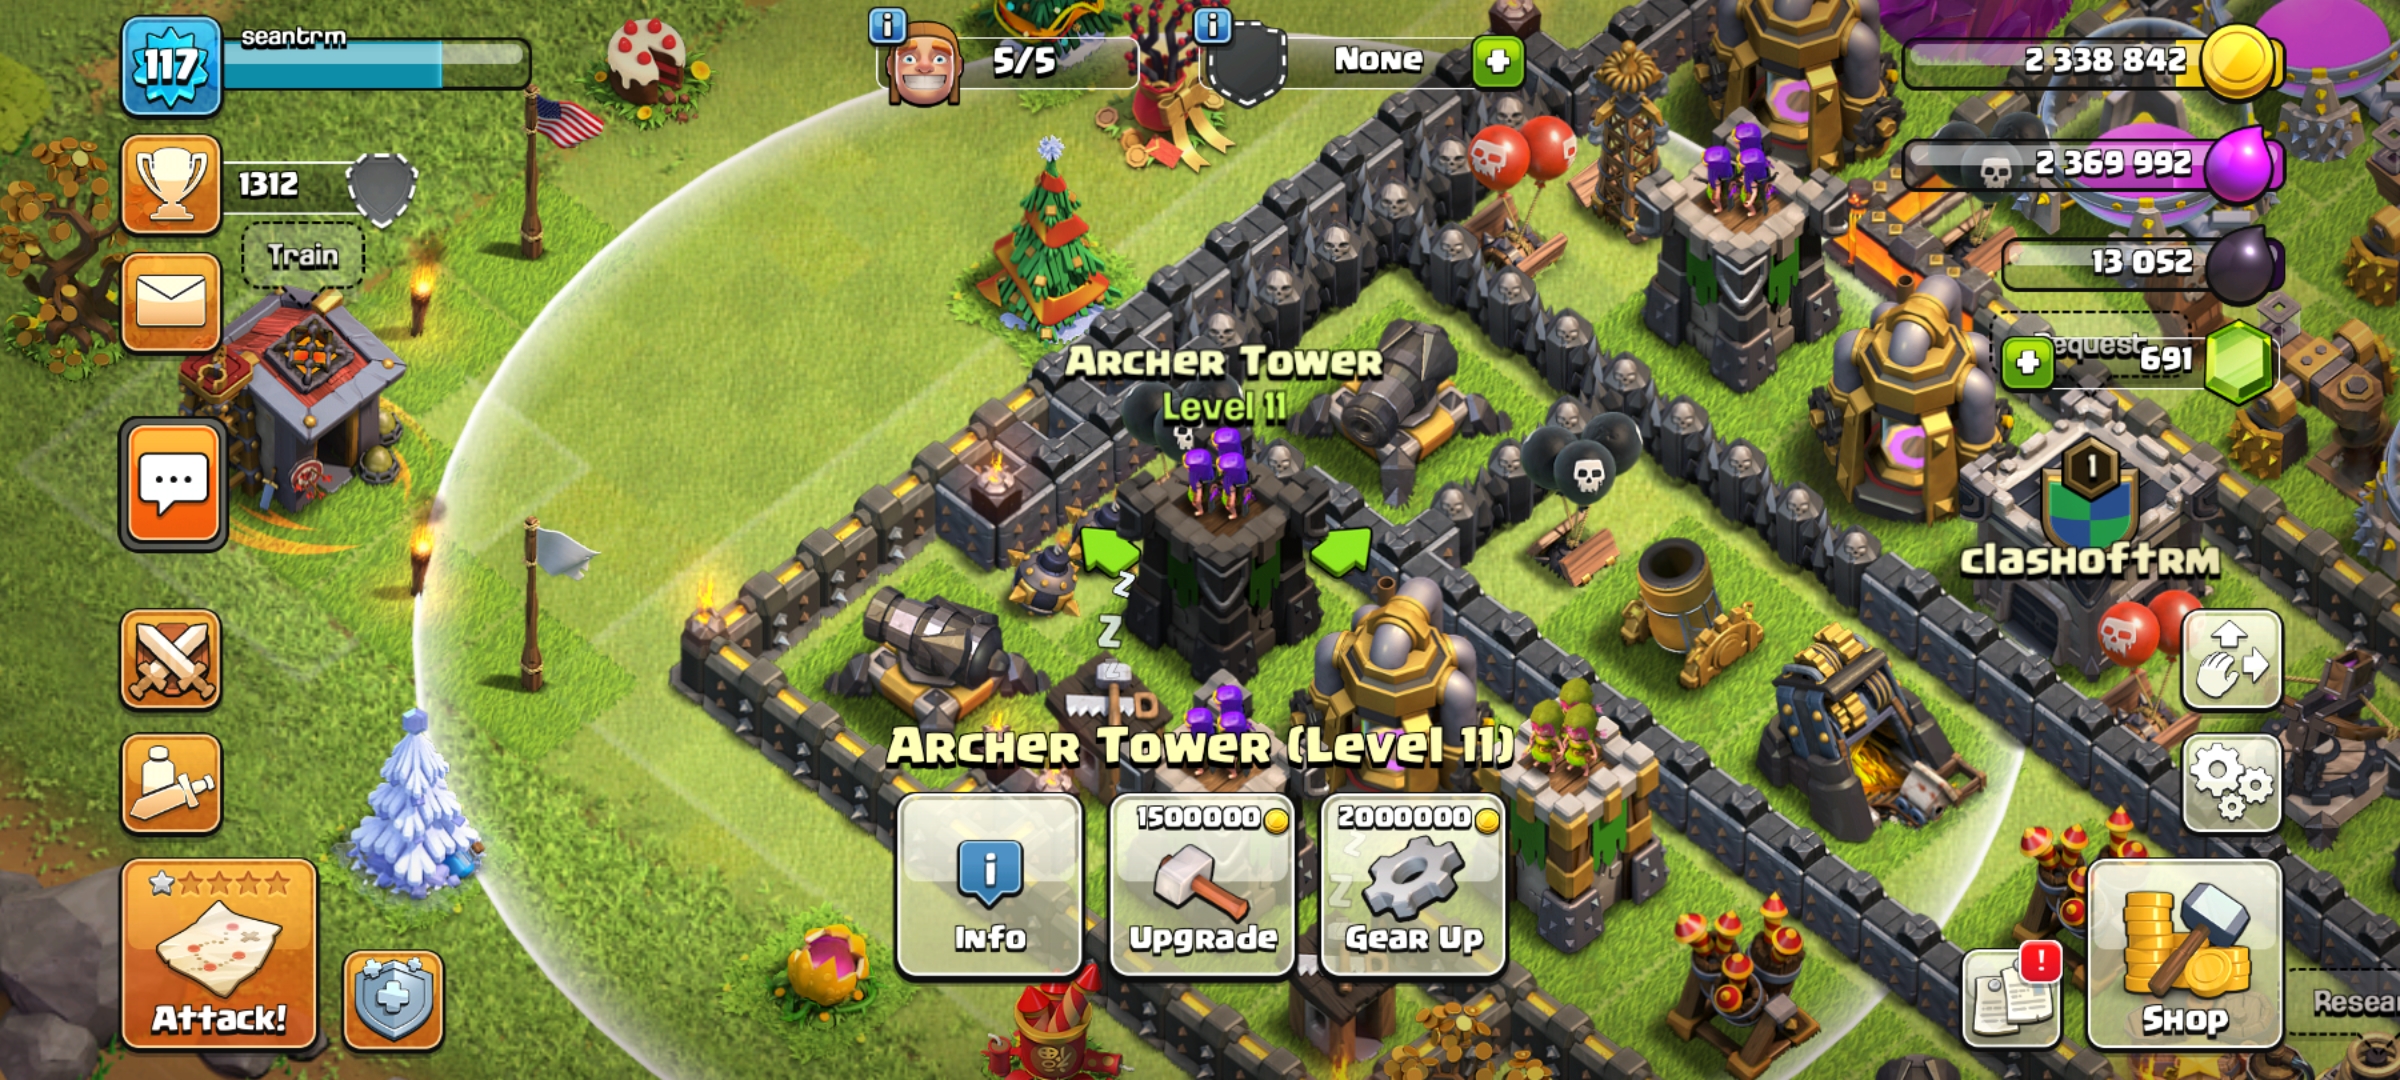 117
seantrm
5/5
None
2 338 842
1312
2 369 992
Train
13 052
Request
691
Archer Tower
Level 11
1
clashoftrm
z
Z
z
Archer Tower (Level 11)
1500000
2000000
Info
Upgrade
Gear Up
Attack!
!
Shop